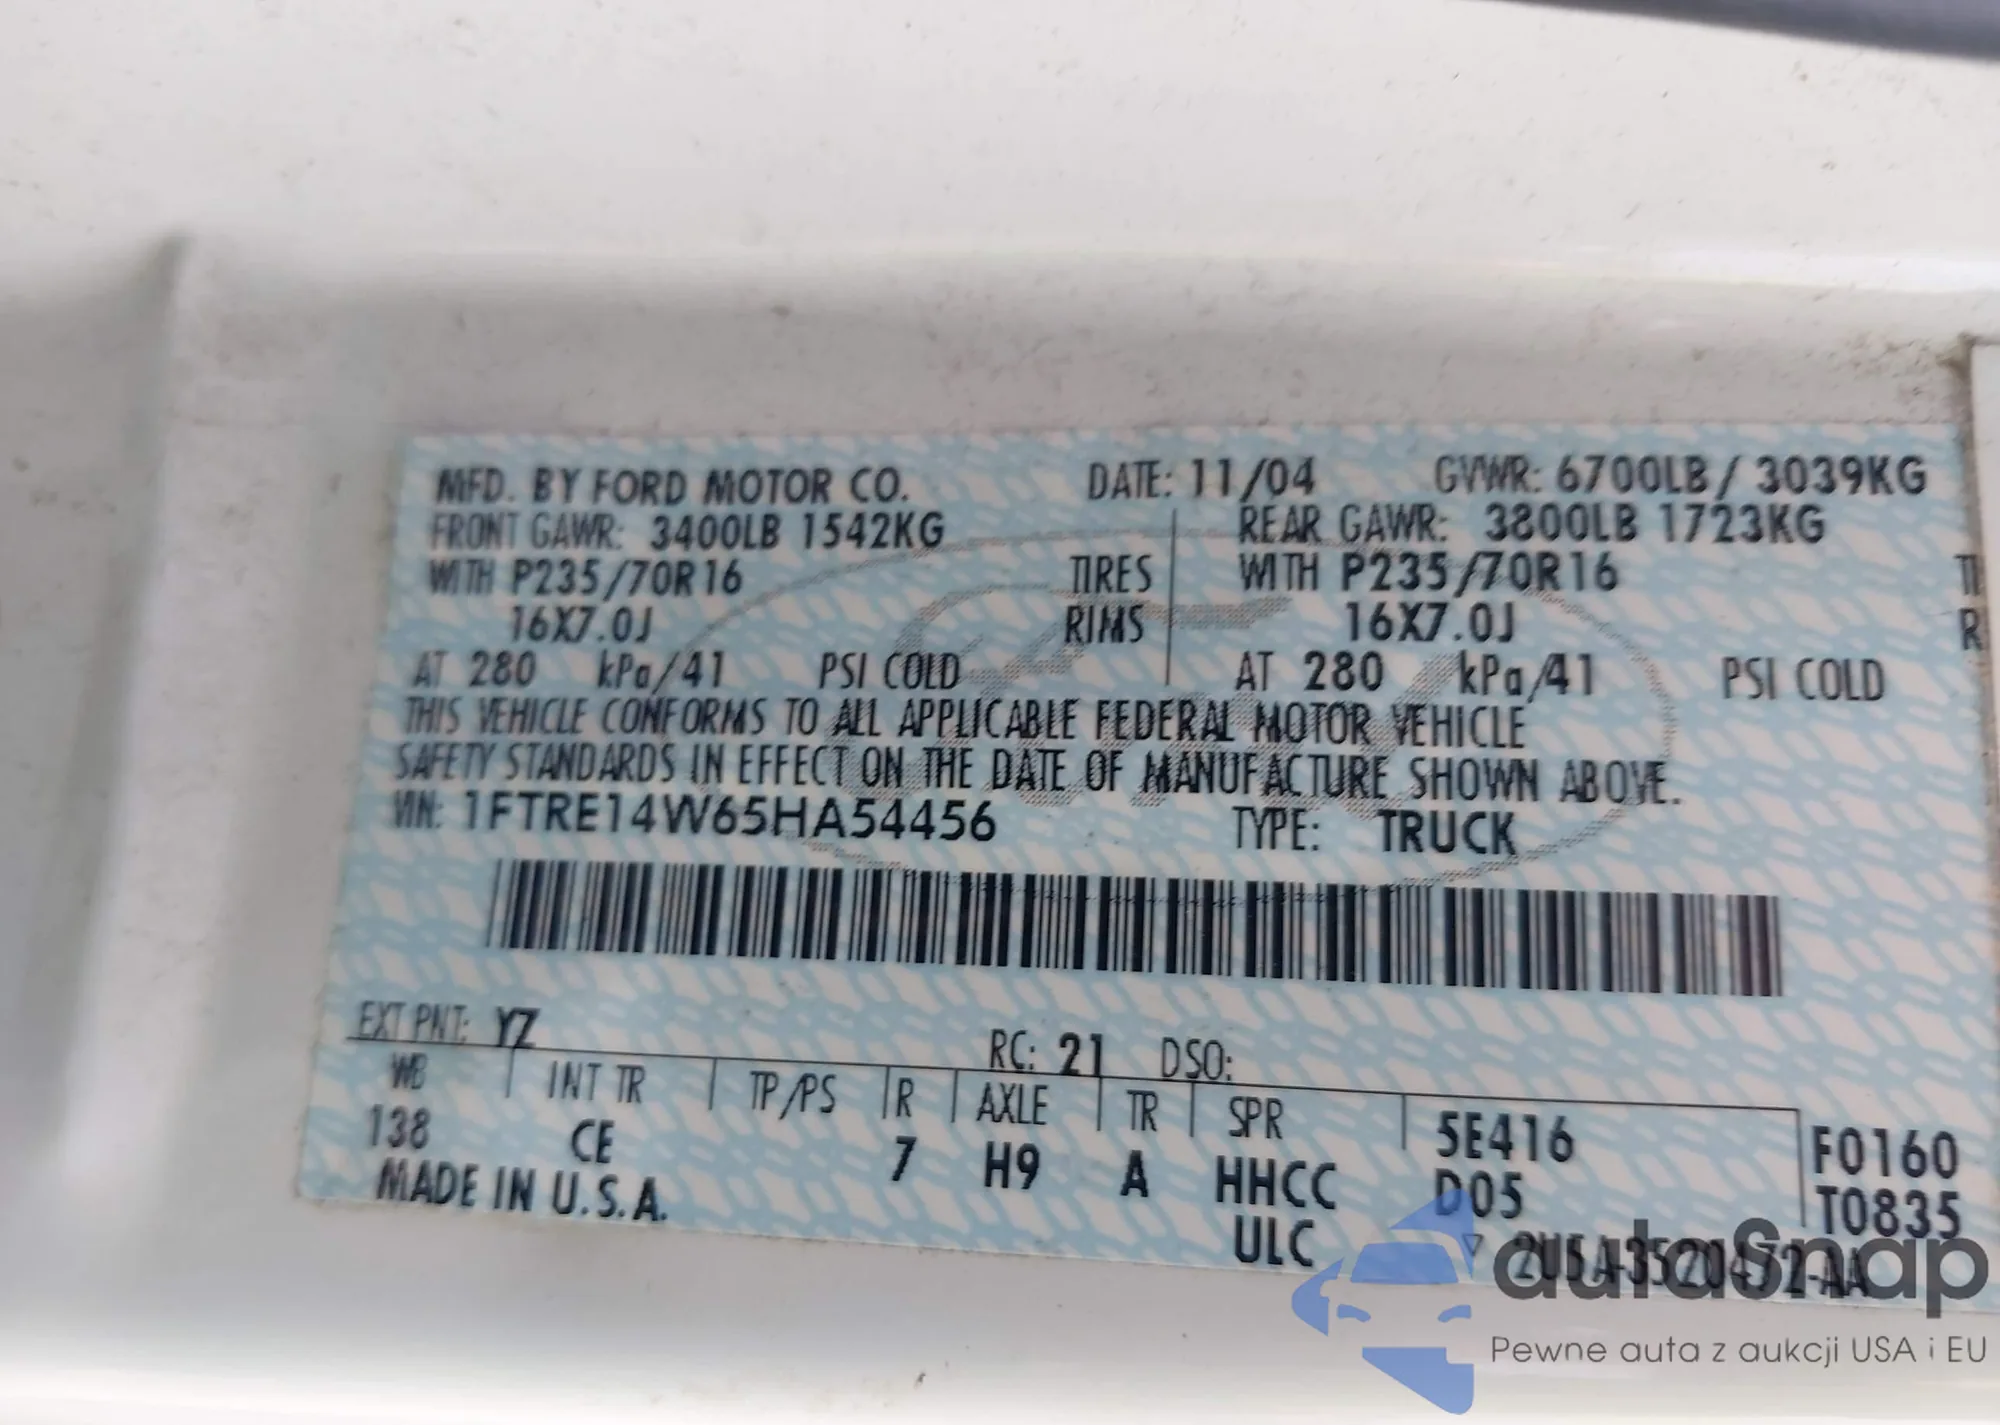 MFD. BY FORD MOTOR CO. DATE: 11/04 GVWR: 6700LB / 3039KG
FRONT GAWR: 3400LB 1542KG REAR GAWR: 3800LB 1723KG
WITH P235/70R16 TIRES WITH P235/70R16 TI
16X7.0J RIMS 16X7.0J R
AT 280 kPa/41 PSI COLD AT 280 kPa/41 PSI COLD
THIS VEHICLE CONFORMS TO ALL APPLICABLE FEDERAL MOTOR VEHICLE
SAFETY STANDARDS IN EFFECT ON THE DATE OF MANUFACTURE SHOWN ABOVE.
VIN: 1FTRE14W65HA54456 TYPE: TRUCK
EXT PNT: YZ RC: 21 DSO:
WB INT TR TP/PS R AXLE TR SPR 5E416 F0160
138 CE 7 H9 A HHCC D05 T0835
MADE IN U.S.A. ULC ▽ 2U5A-3520472-AA
autoSnap
Pewne auta z aukcji USA i EU